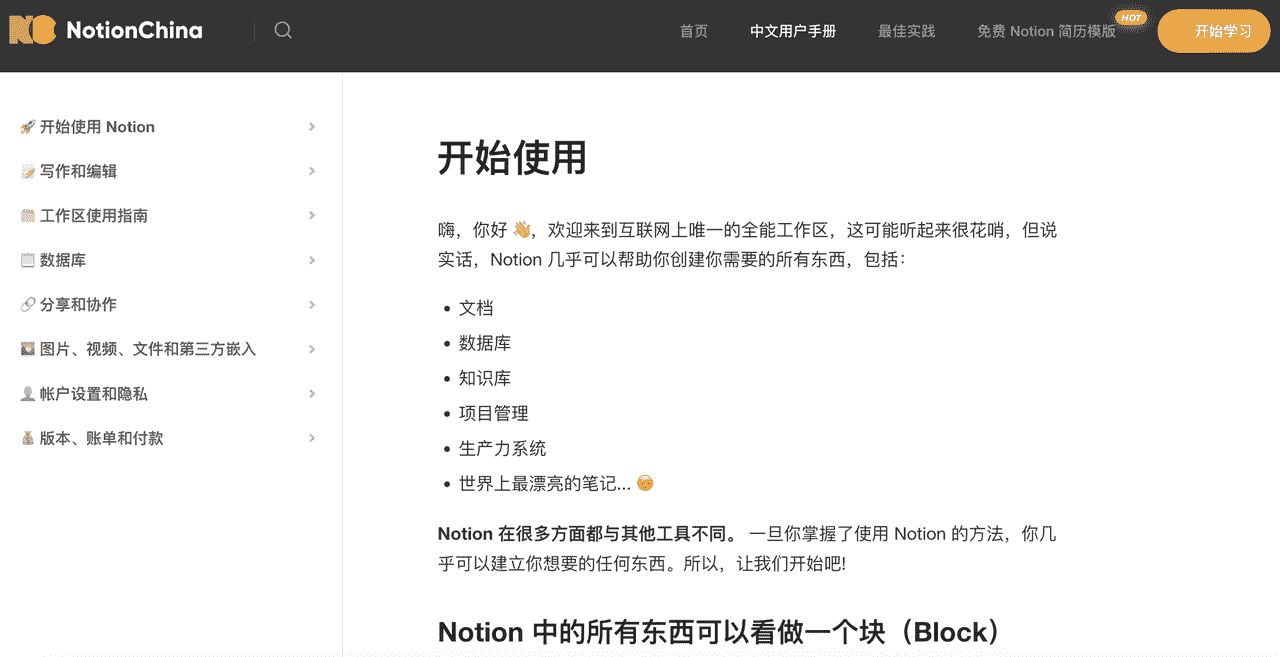 NotionChina
首页
中文用户手册
最佳实践
免费 Notion 简历模版
HOT
开始学习
🚀 开始使用 Notion
📝 写作和编辑
🗓 工作区使用指南
🗒 数据库
🔗 分享和协作
🌄 图片、视频、文件和第三方嵌入
👤 帐户设置和隐私
💰 版本、账单和付款
开始使用
嗨，你好 👋，欢迎来到互联网上唯一的全能工作区，这可能听起来很花哨，但说
实话，Notion 几乎可以帮助你创建你需要的所有东西，包括：
• 文档
• 数据库
• 知识库
• 项目管理
• 生产力系统
• 世界上最漂亮的笔记... 🤯
Notion 在很多方面都与其他工具不同。 一旦你掌握了使用 Notion 的方法，你几
乎可以建立你想要的任何东西。所以，让我们开始吧!
Notion 中的所有东西可以看做一个块（Block）